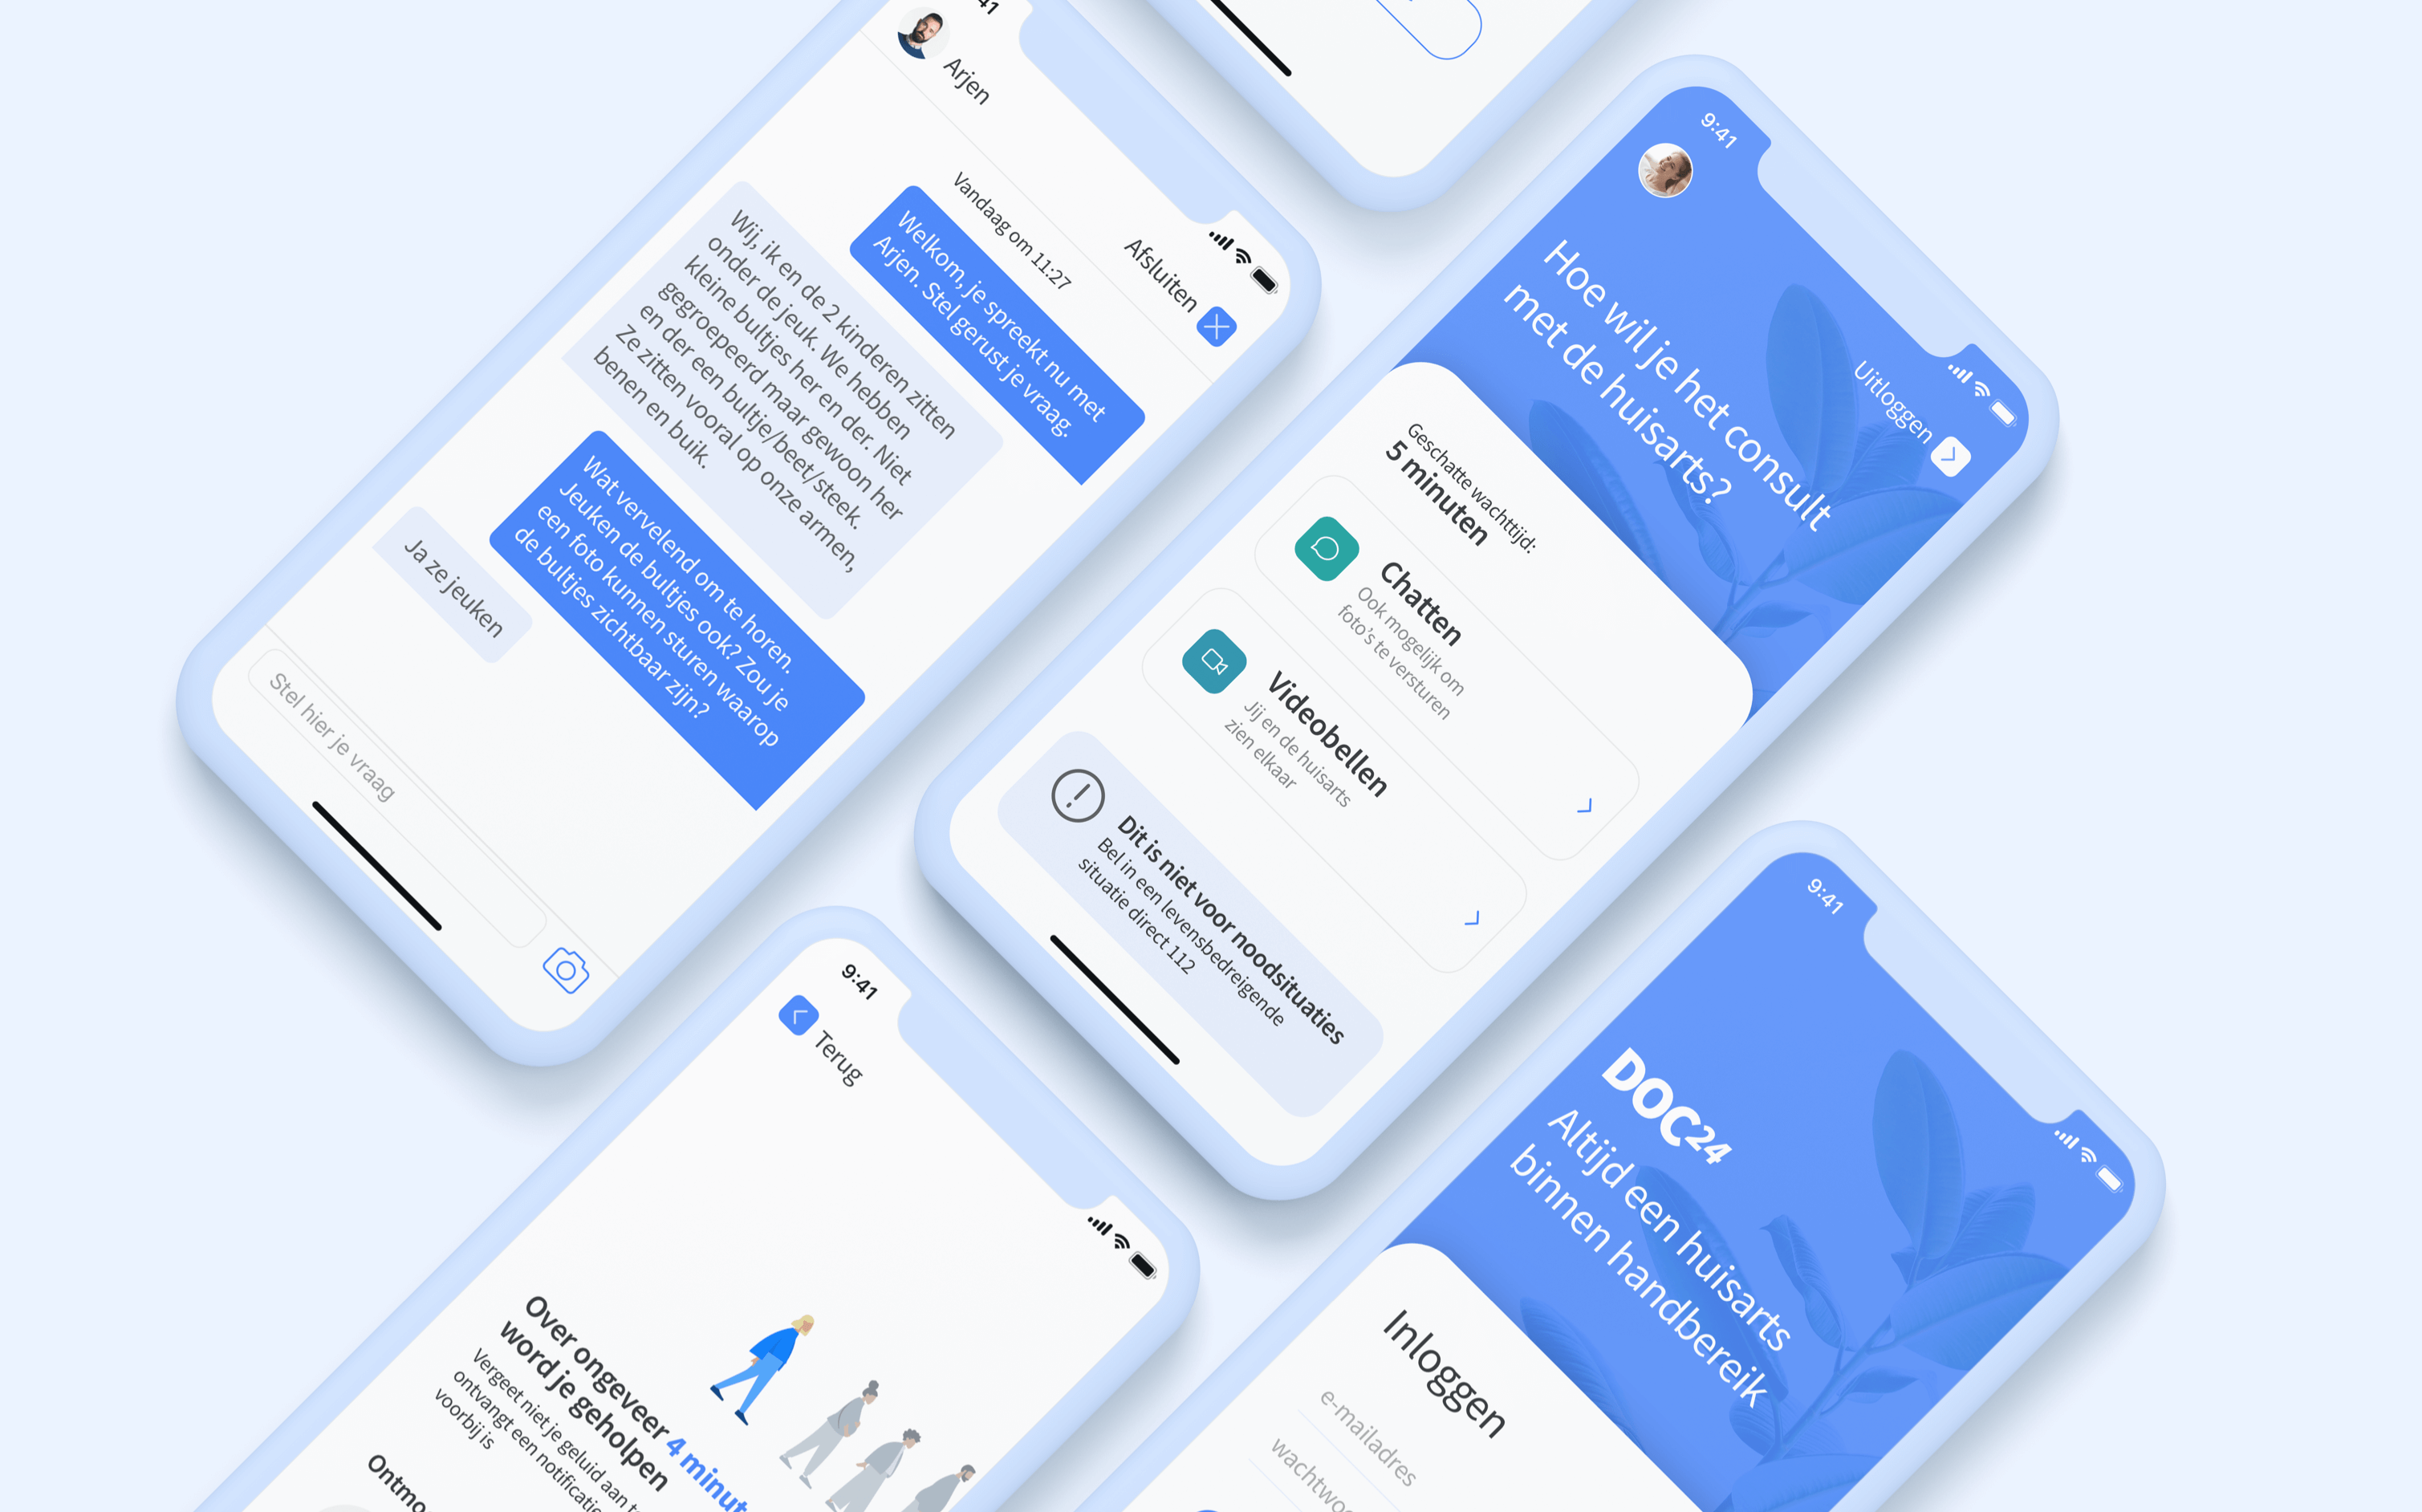 41
Arjen
Afsluiten
Vandaag om 11:27
Welkom, je spreekt nu met
Arjen. Stel gerust je vraag.
Wij, ik en de 2 kinderen zitten
onder de jeuk. We hebben
kleine bultjes her en der. Niet
gegroepeerd maar gewoon her
en der een bultje/beet/steek.
Ze zitten vooral op onze armen,
benen en buik.
Wat vervelend om te horen.
Jeuken de bultjes ook? Zou je
een foto kunnen sturen waarop
de bultjes zichtbaar zijn?
Ja ze jeuken
Stel hier je vraag
9:41
Uitloggen
Hoe wil je het consult
met de huisarts?
Geschatte wachttijd:
5 minuten
Chatten
Ook mogelijk om
foto's te versturen
Videobellen
Jij en de huisarts
zien elkaar
Dit is niet voor noodsituaties
Bel in een levensbedreigende
situatie direct 112
9:41
Terug
Over ongeveer 4 minut
word je geholpen
Vergeet niet je geluid aan te
ontvangt een notificatie
voorbij is
Ontmo
9:41
DOC24
Altijd een huisarts
binnen handbereik
Inloggen
e-mailadres
wachtwoo